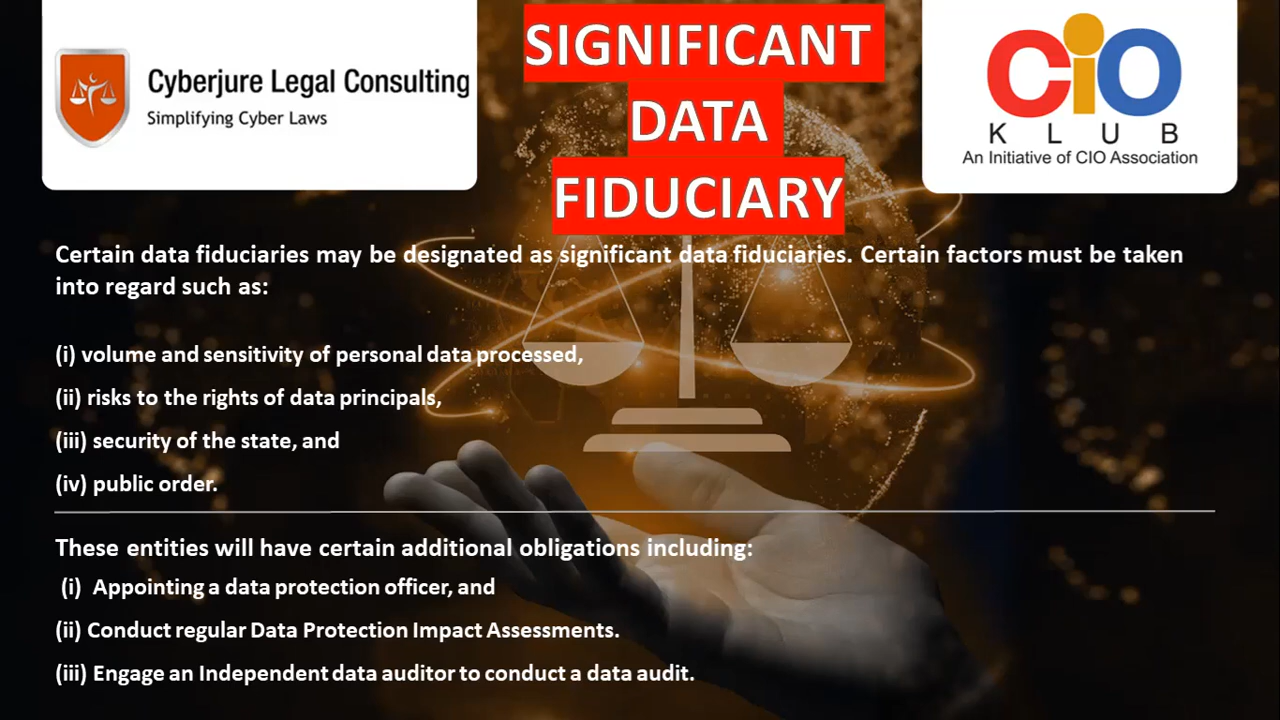 Cyberjure Legal Consulting
Simplifying Cyber Laws
SIGNIFICANT
DATA
FIDUCIARY
CiO
KLUB
An Initiative of CIO Association
Certain data fiduciaries may be designated as significant data fiduciaries. Certain factors must be taken
into regard such as:
(i) volume and sensitivity of personal data processed,
(ii) risks to the rights of data principals,
(iii) security of the state, and
(iv) public order.
These entities will have certain additional obligations including:
(i) Appointing a data protection officer, and
(ii) Conduct regular Data Protection Impact Assessments.
(iii) Engage an Independent data auditor to conduct a data audit.